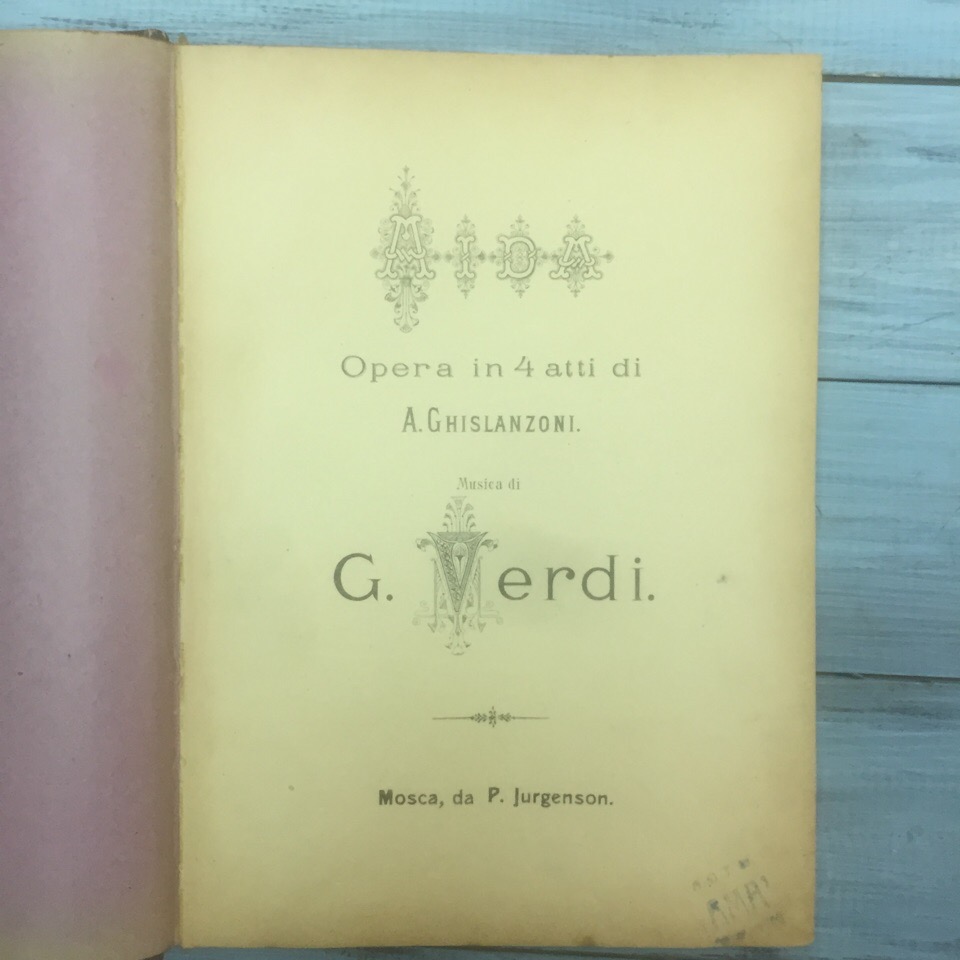 AIDA
Opera in 4 atti di
A. GHISLANZONI.
Musica di
G. Verdi.
Mosca, da P. Jurgenson.